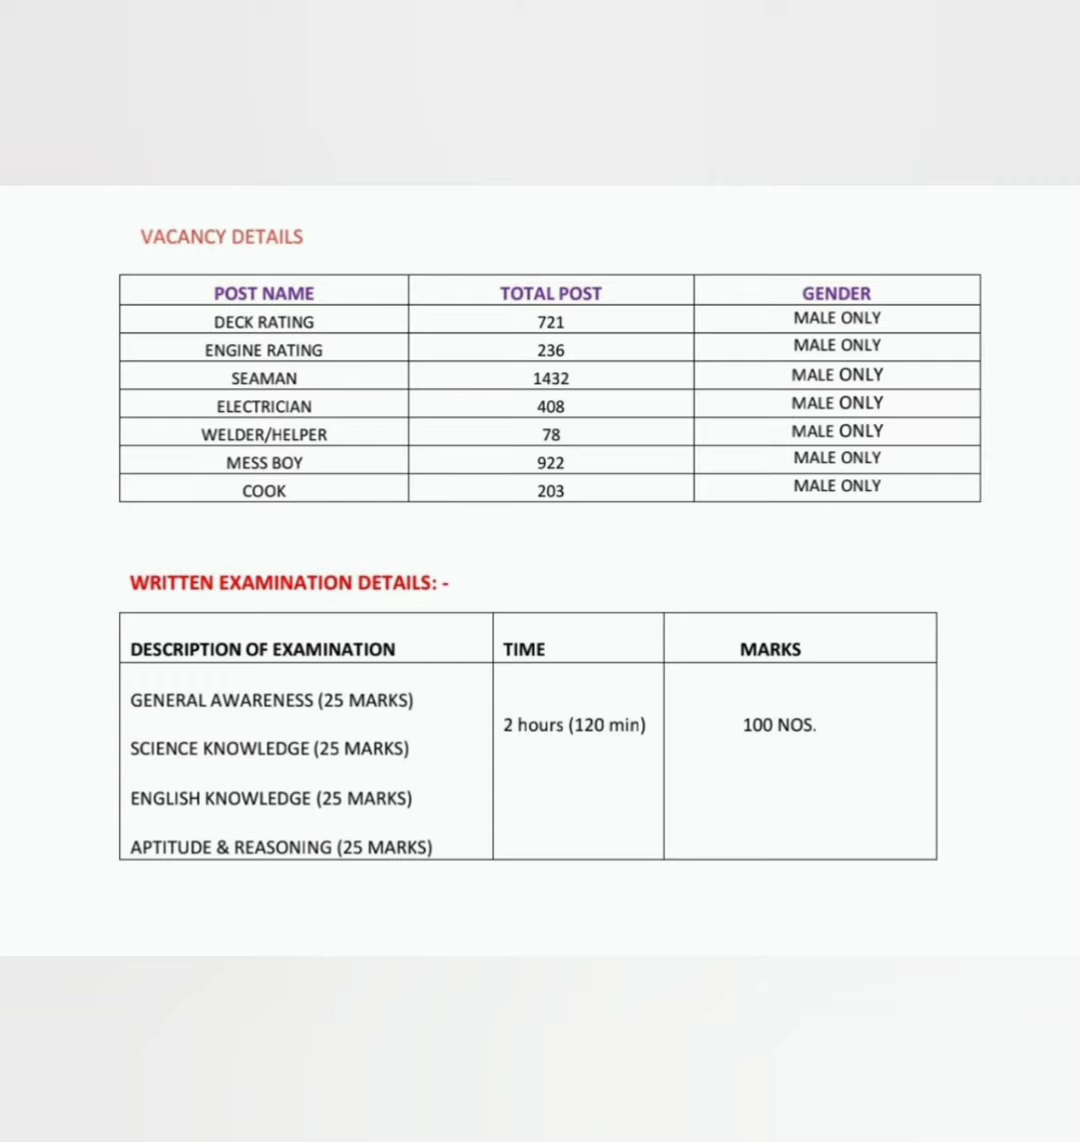 VACANCY DETAILS
POST NAME TOTAL POST GENDER
DECK RATING 721 MALE ONLY
ENGINE RATING 236 MALE ONLY
SEAMAN 1432 MALE ONLY
ELECTRICIAN 408 MALE ONLY
WELDER/HELPER 78 MALE ONLY
MESS BOY 922 MALE ONLY
COOK 203 MALE ONLY
WRITTEN EXAMINATION DETAILS: -
DESCRIPTION OF EXAMINATION TIME MARKS
GENERAL AWARENESS (25 MARKS)
2 hours (120 min) 100 NOS.
SCIENCE KNOWLEDGE (25 MARKS)
ENGLISH KNOWLEDGE (25 MARKS)
APTITUDE & REASONING (25 MARKS)